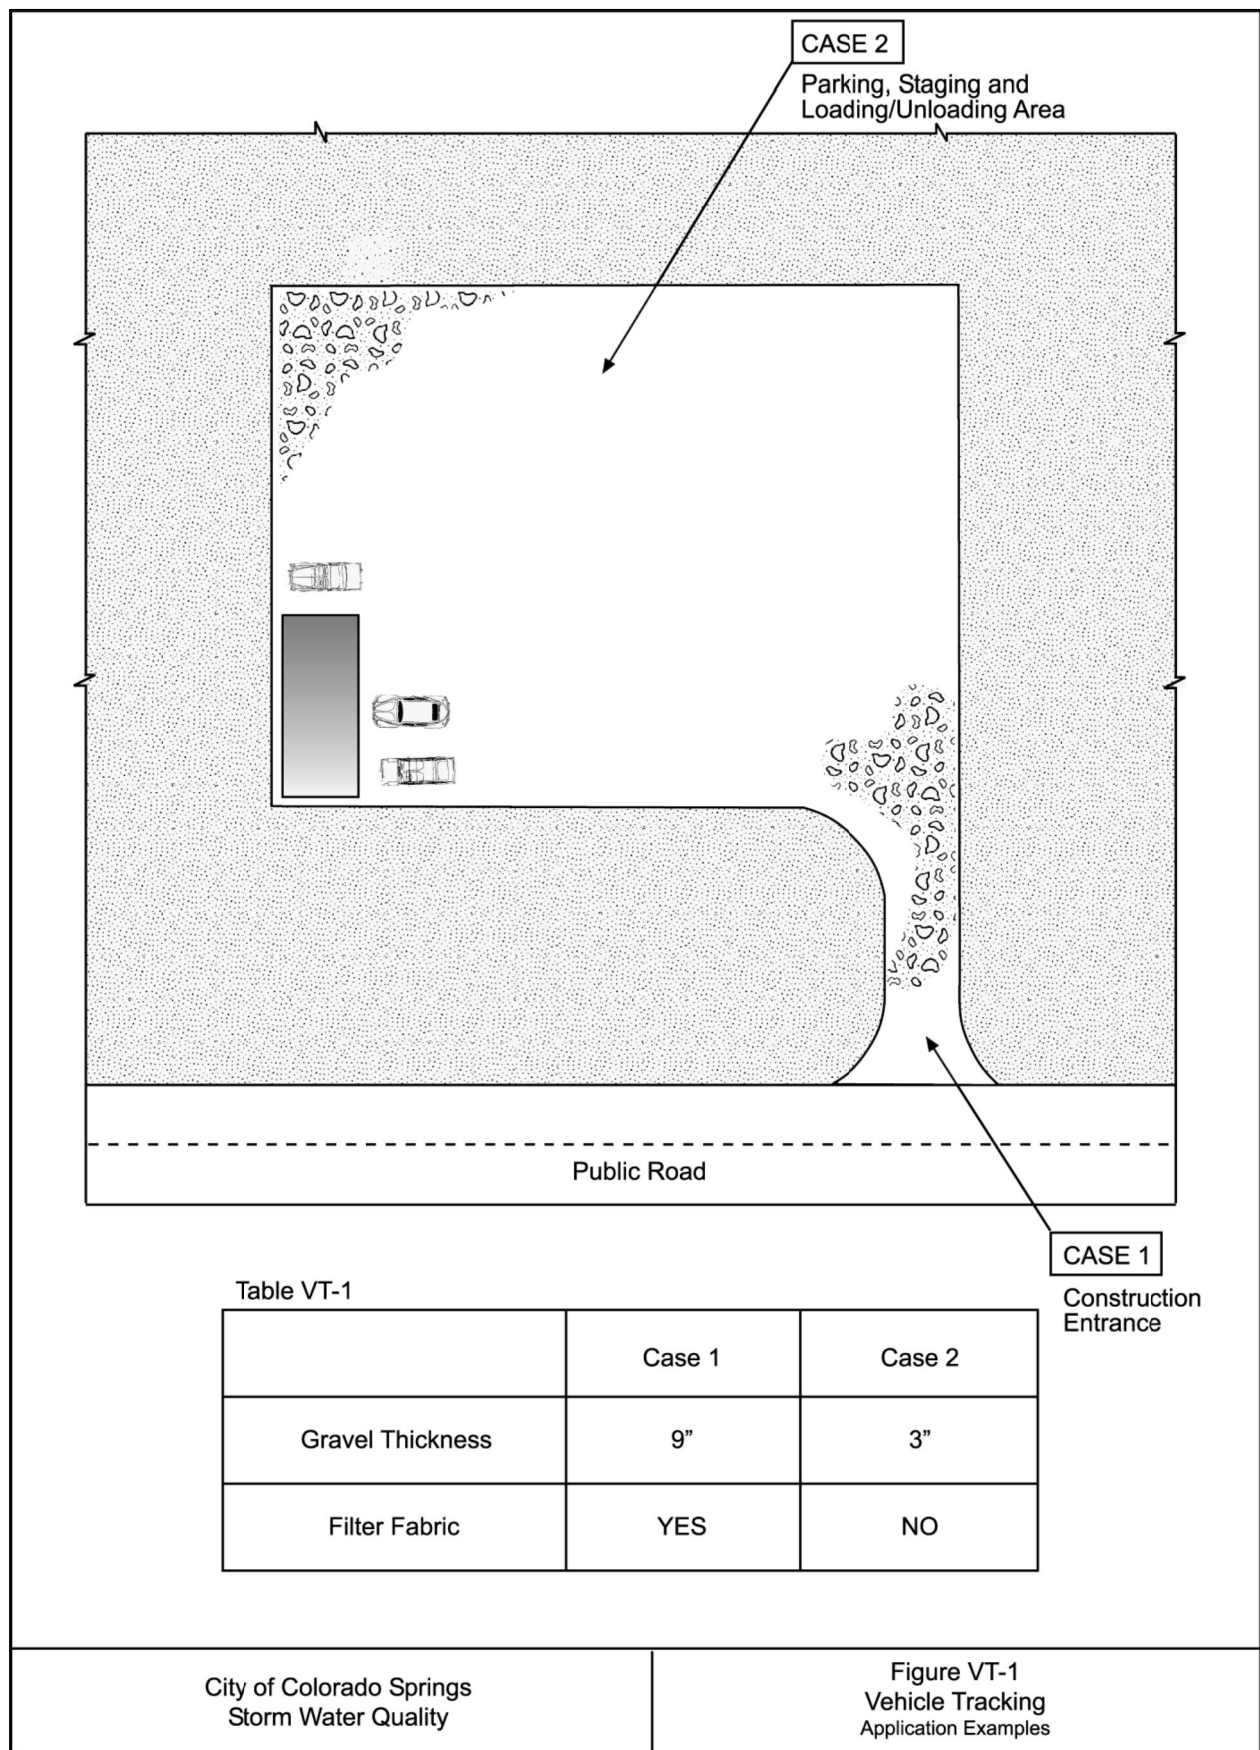 CASE 2
Parking, Staging and
Loading/Unloading Area
Public Road
CASE 1
Construction
Entrance
Table VT-1
Case 1 Case 2
Gravel Thickness 9” 3”
Filter Fabric YES NO
City of Colorado Springs
Storm Water Quality
Figure VT-1
Vehicle Tracking
Application Examples